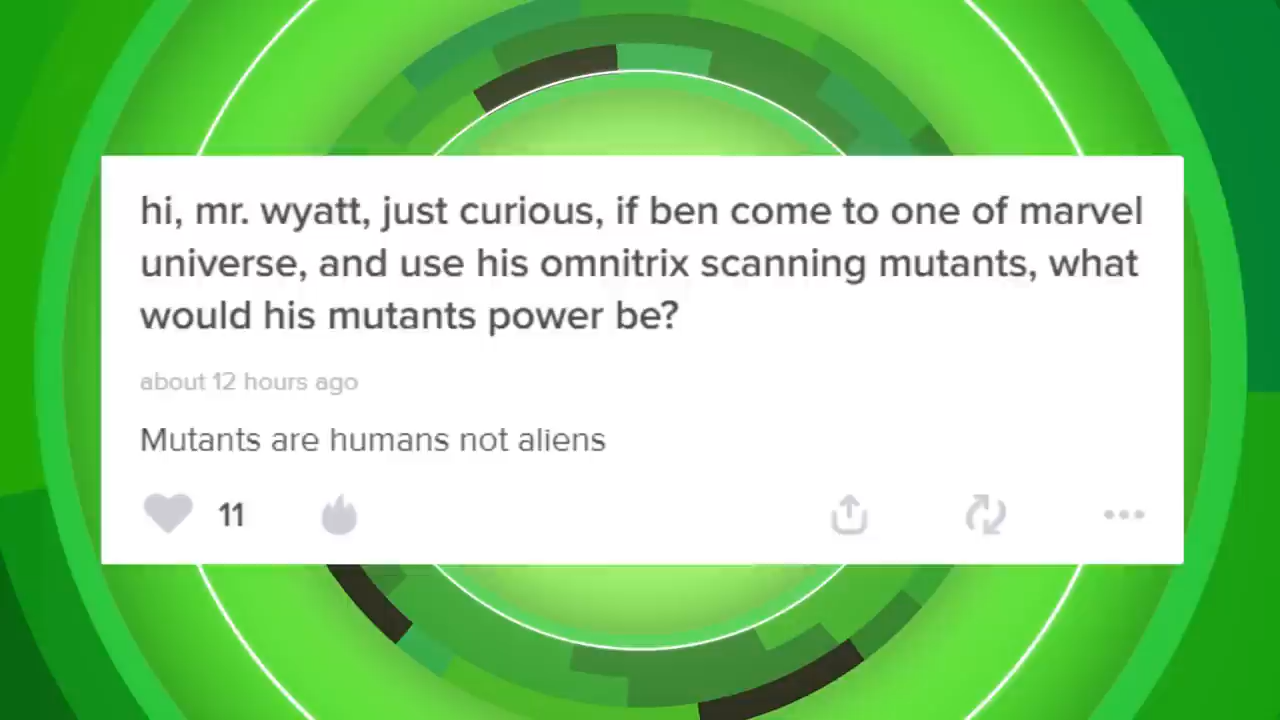 hi, mr. wyatt, just curious, if ben come to one of marvel
universe, and use his omnitrix scanning mutants, what
would his mutants power be?
about 12 hours ago
Mutants are humans not aliens
11